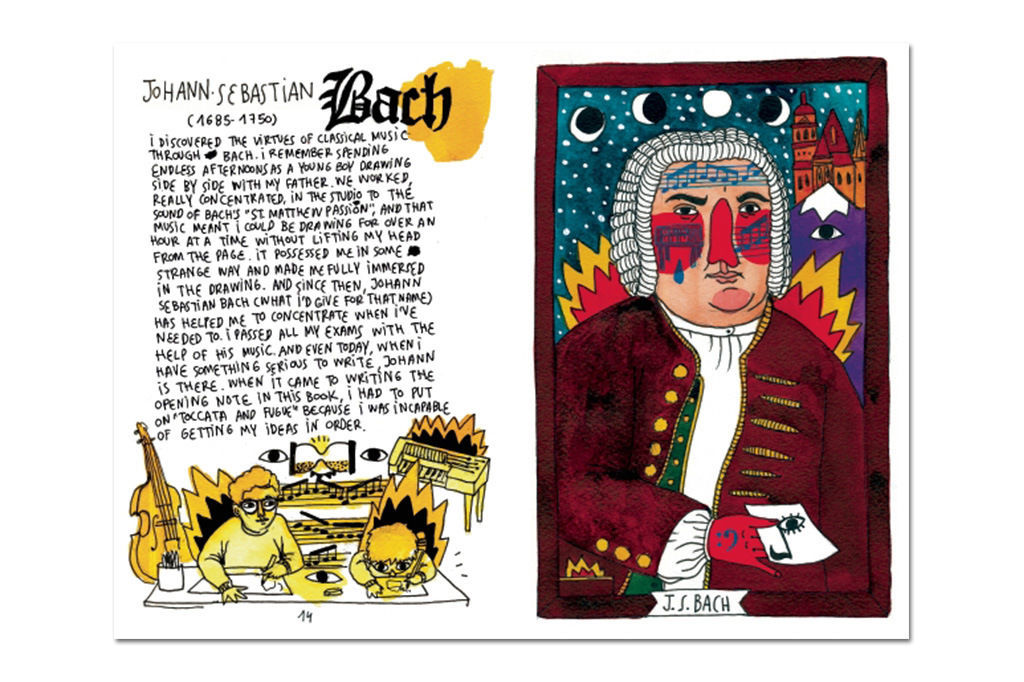 JOHANN·SEBASTIAN Bach
(1685-1750)
I DISCOVERED THE VIRTUES OF CLASSICAL MUSIC
THROUGH BACH. I REMEMBER SPENDING
ENDLESS AFTERNOONS AS A YOUNG BOY DRAWING
SIDE BY SIDE WITH MY FATHER. WE WORKED,
REALLY CONCENTRATED, IN THE STUDIO TO THE
SOUND OF BACH'S "ST. MATTHEW PASSION", AND THAT
MUSIC MEANT I COULD BE DRAWING FOR OVER AN
HOUR AT A TIME WITHOUT LIFTING MY HEAD
FROM THE PAGE. IT POSSESSED ME IN SOME
STRANGE WAY AND MADE ME FULLY IMMERSED
IN THE DRAWING. AND SINCE THEN, JOHANN
SEBASTIAN BACH (WHAT I'D GIVE FOR THAT NAME)
HAS HELPED ME TO CONCENTRATE WHEN I'VE
NEEDED TO. I PASSED ALL MY EXAMS WITH THE
HELP OF HIS MUSIC. AND EVEN TODAY, WHEN I
HAVE SOMETHING SERIOUS TO WRITE, JOHANN
IS THERE. WHEN IT CAME TO WRITING THE
OPENING NOTE IN THIS BOOK, I HAD TO PUT
ON "TOCCATA AND FUGUE" BECAUSE I WAS INCAPABLE
OF GETTING MY IDEAS IN ORDER.
14
J.S. BACH